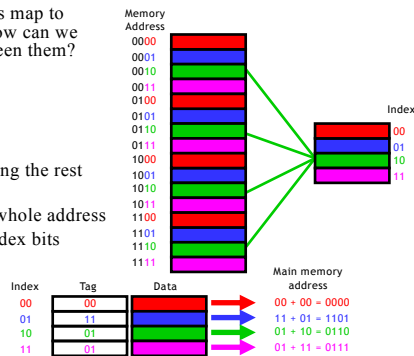 s map to
ow can we
een them?
ng the rest
whole address
dex bits
Memory
Address
0000
0001
0010
0011
0100
0101
0110
0111
1000
1001
1010
1011
1100
1101
1110
1111
Index
00
01
10
11
Index Tag Data
Main memory
address
00 00 00 + 00 = 0000
01 11 11 + 01 = 1101
10 01 01 + 10 = 0110
11 01 01 + 11 = 0111